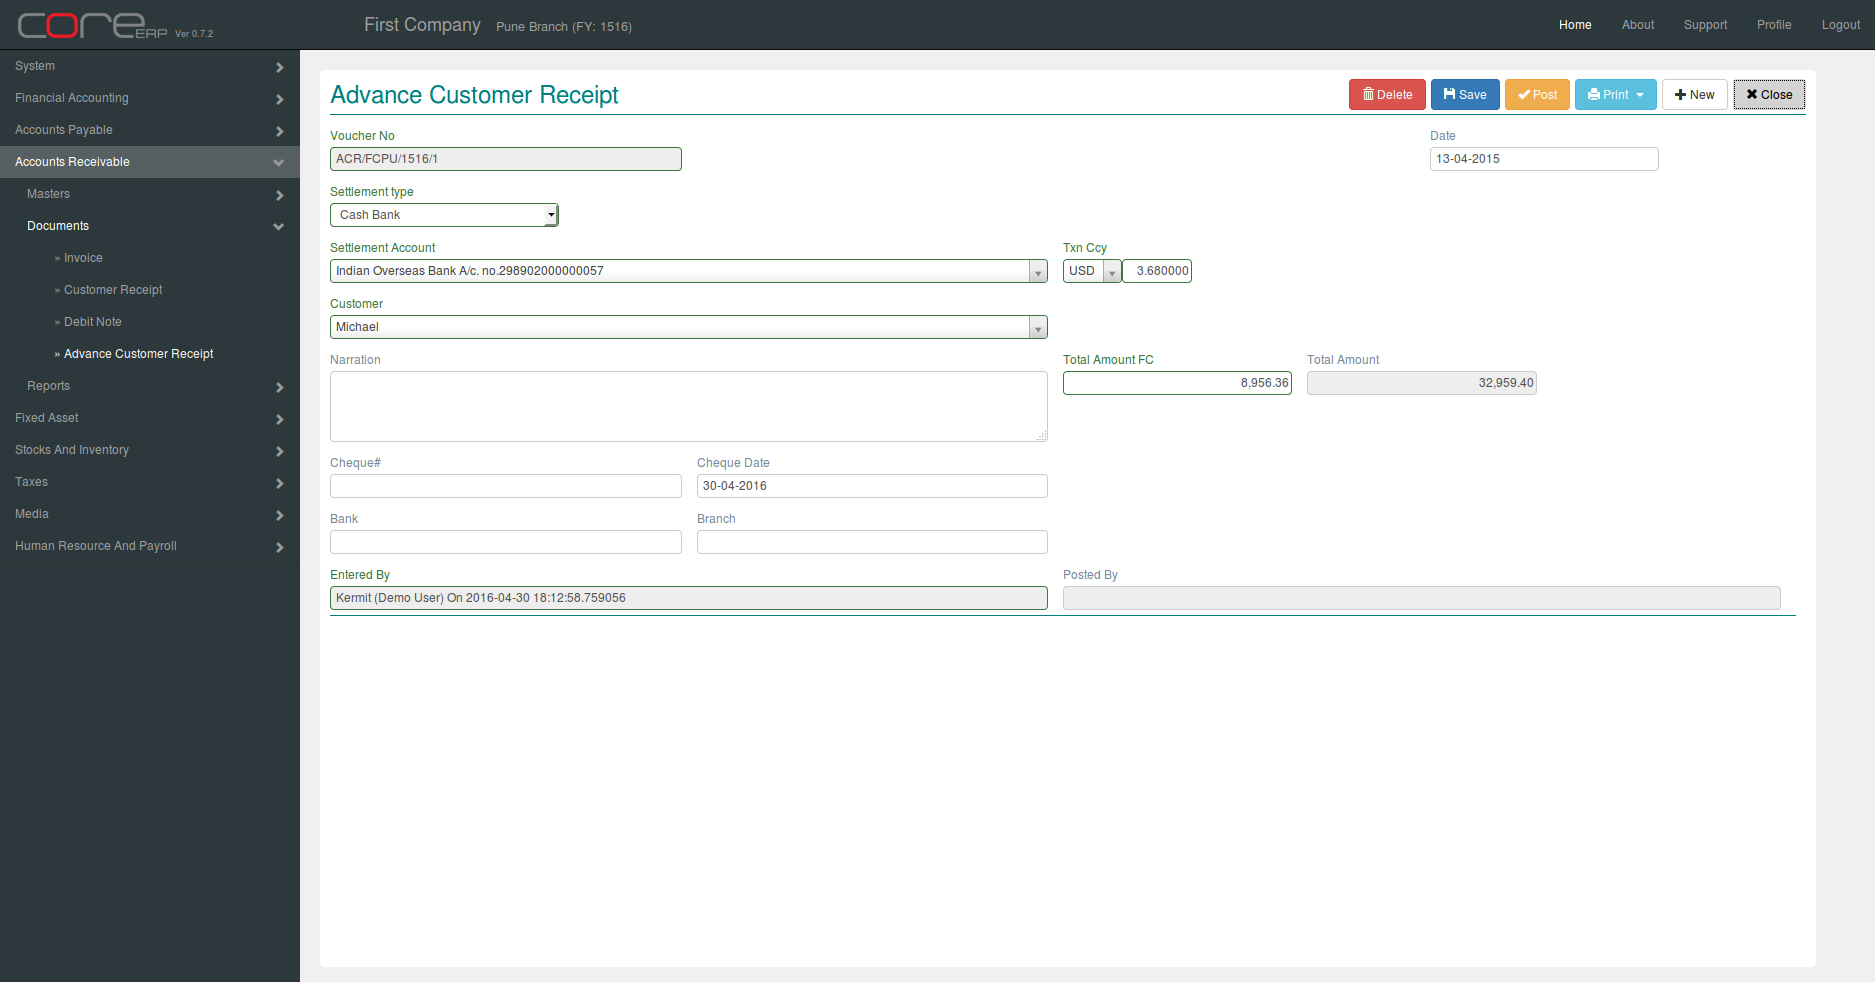 core ERP Ver 0.7.2
First Company Pune Branch (FY: 1516)
Home About Support Profile Logout
System
Financial Accounting
Accounts Payable
Accounts Receivable
Masters
Documents
» Invoice
» Customer Receipt
» Debit Note
» Advance Customer Receipt
Reports
Fixed Asset
Stocks And Inventory
Taxes
Media
Human Resource And Payroll
Advance Customer Receipt
Delete Save Post Print New Close
Voucher No Date
ACR/FCPU/1516/1 13-04-2015
Settlement type
Cash Bank
Settlement Account Txn Ccy
Indian Overseas Bank A/c. no.298902000000057 USD 3.680000
Customer
Michael
Narration Total Amount FC Total Amount
8,956.36 32,959.40
Cheque# Cheque Date
30-04-2016
Bank Branch
Entered By Posted By
Kermit (Demo User) On 2016-04-30 18:12:58.759056